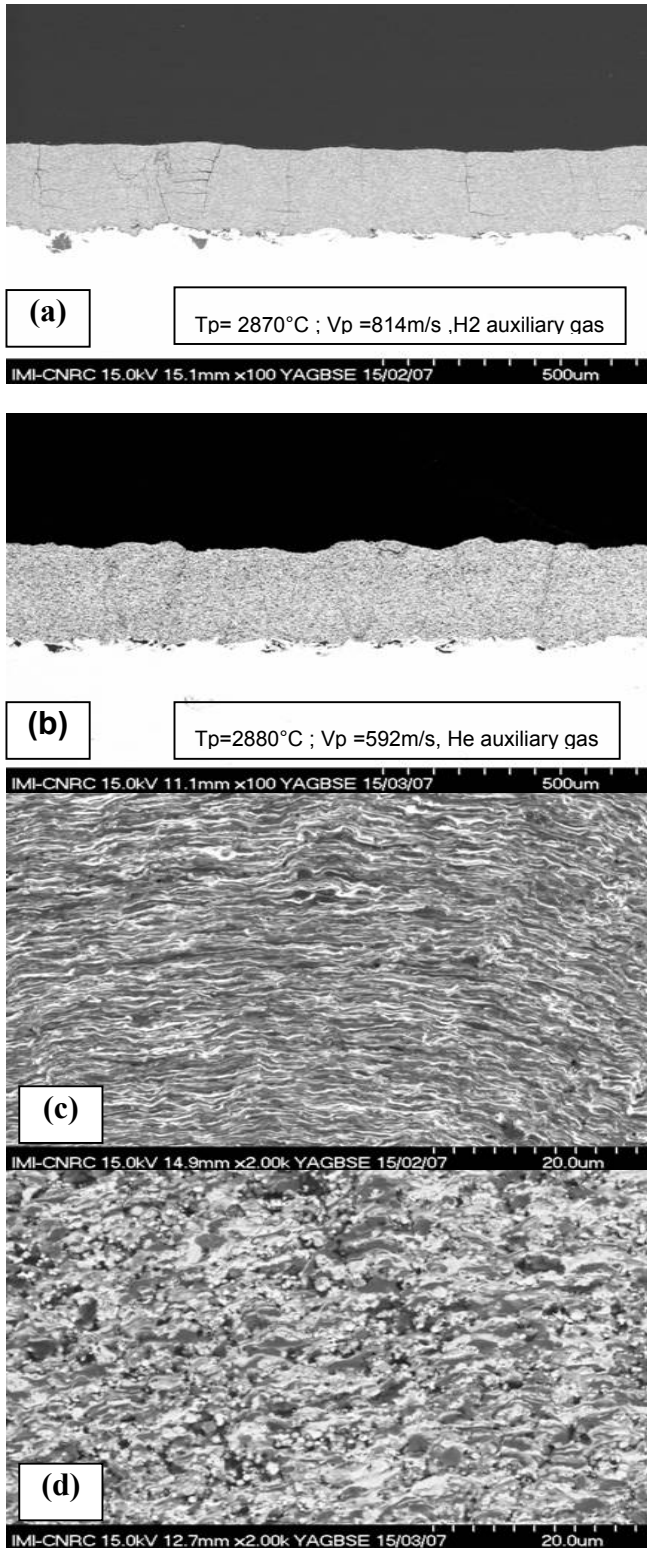 (a)
Tp= 2870°C ; Vp =814m/s ,H2 auxiliary gas
IMI-CNRC 15.0kV 15.1mm x100 YAGBSE 15/02/07 500um
(b)
Tp=2880°C ; Vp =592m/s, He auxiliary gas
IMI-CNRC 15.0kV 11.1mm x100 YAGBSE 15/03/07 500um
(c)
IMI-CNRC 15.0kV 14.9mm x2.00k YAGBSE 15/02/07 20.0um
(d)
IMI-CNRC 15.0kV 12.7mm x2.00k YAGBSE 15/03/07 20.0um